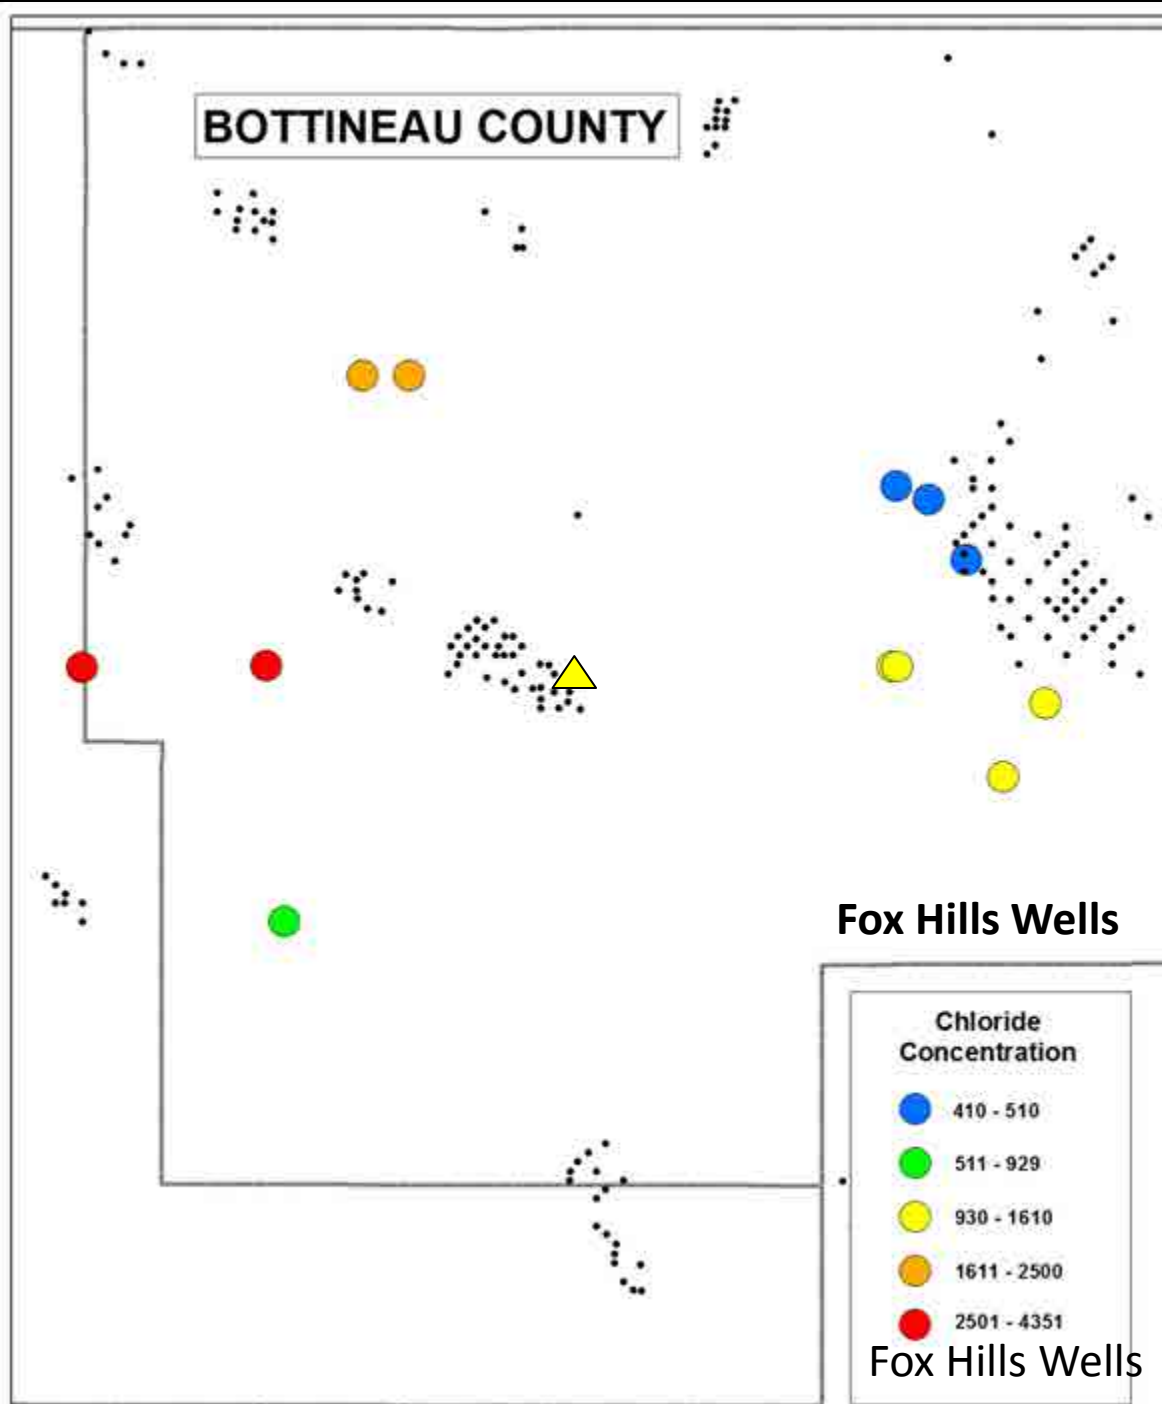 BOTTINEAU COUNTY
Fox Hills Wells
Chloride
Concentration
410 - 510
511 - 929
930 - 1610
1611 - 2500
2501 - 4351
Fox Hills Wells